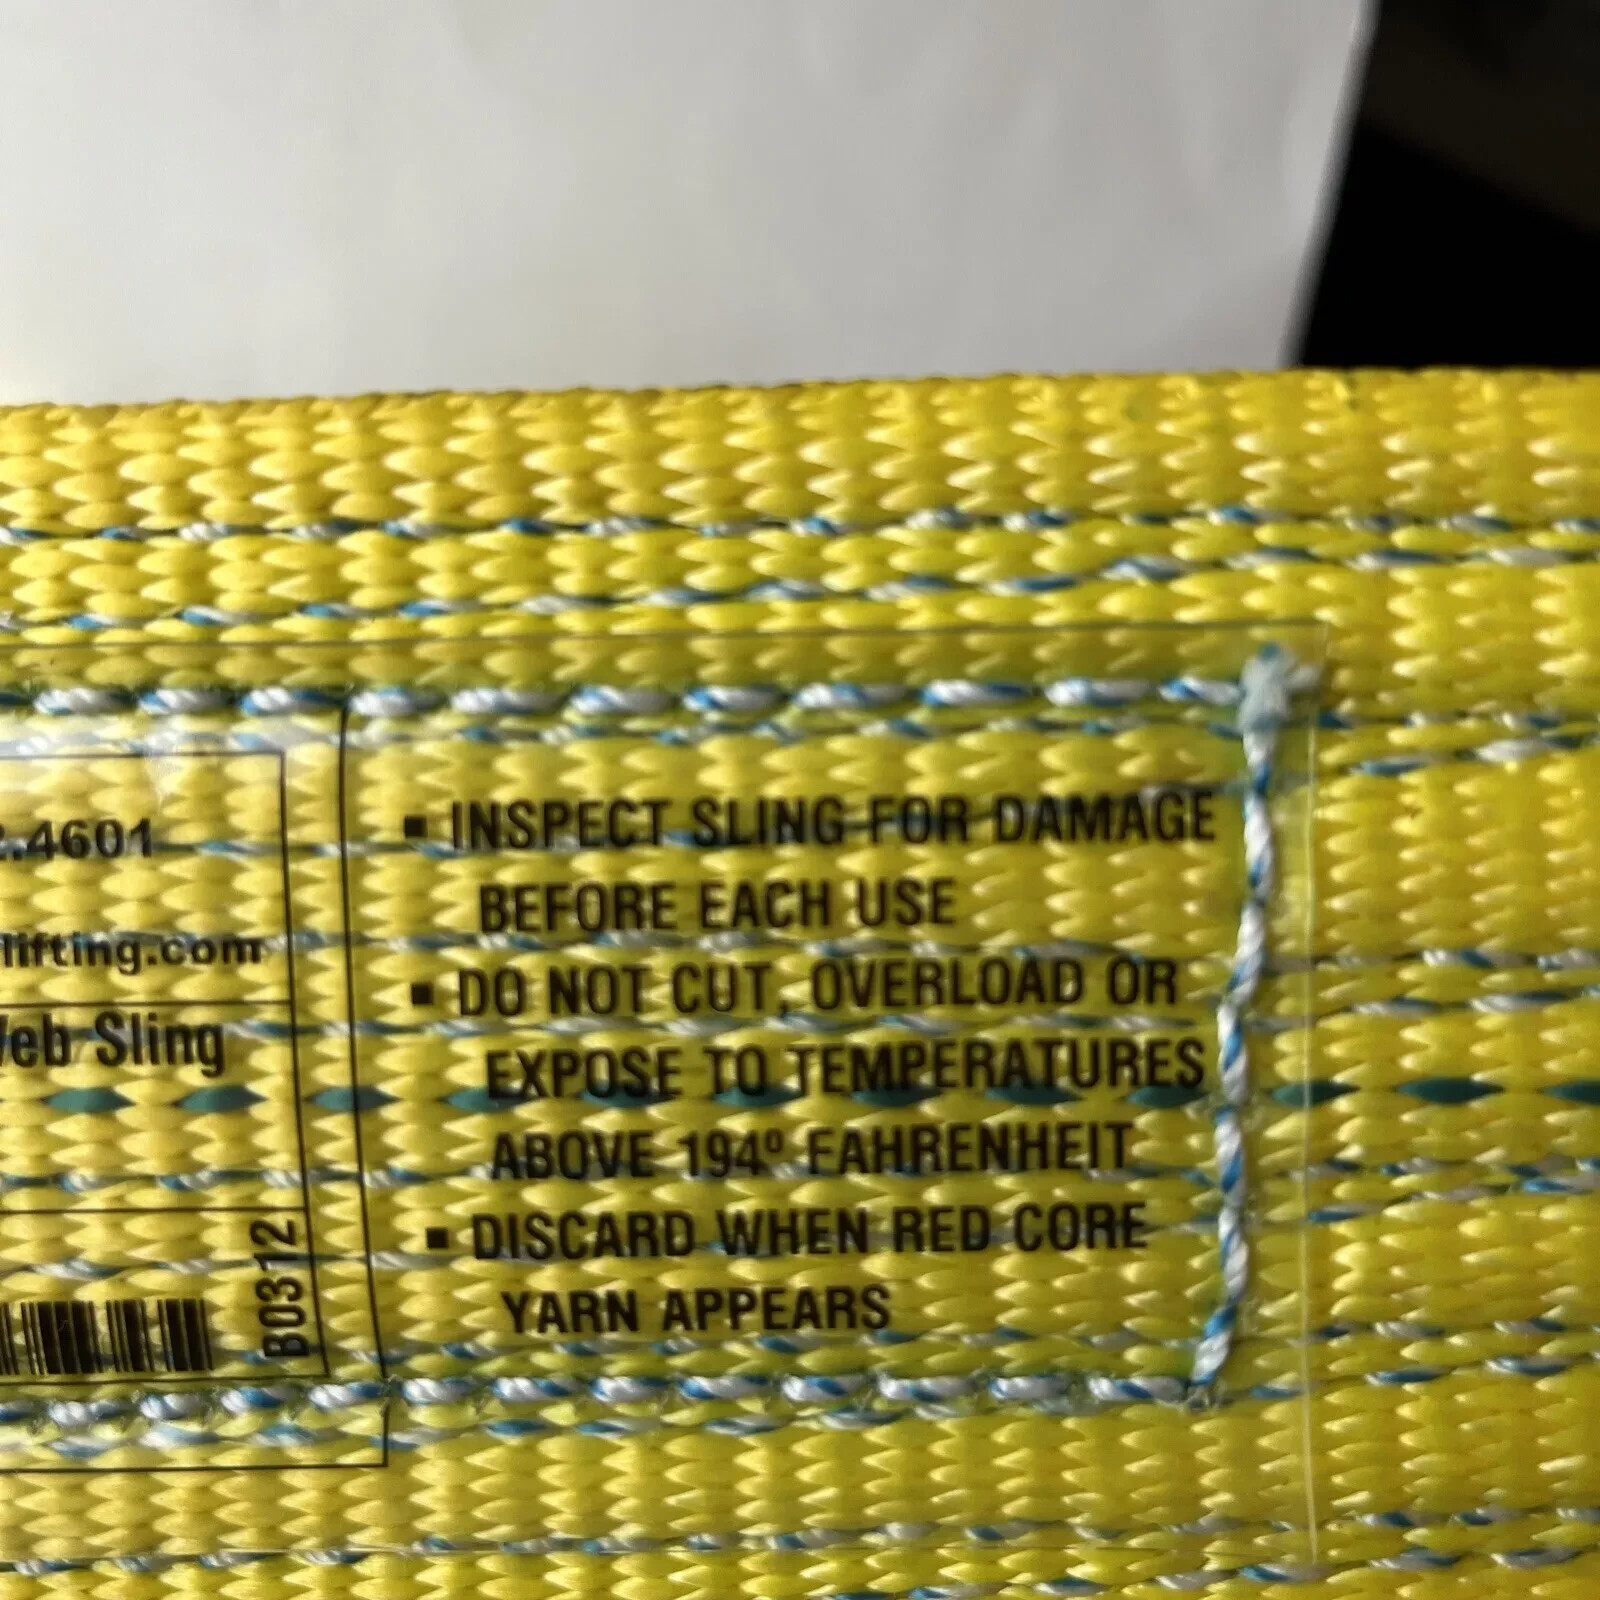 .4601
lifting.com
Web Sling
B0312
▪ INSPECT SLING FOR DAMAGE
BEFORE EACH USE
▪ DO NOT CUT, OVERLOAD OR
EXPOSE TO TEMPERATURES
ABOVE 194º FAHRENHEIT
▪ DISCARD WHEN RED CORE
YARN APPEARS